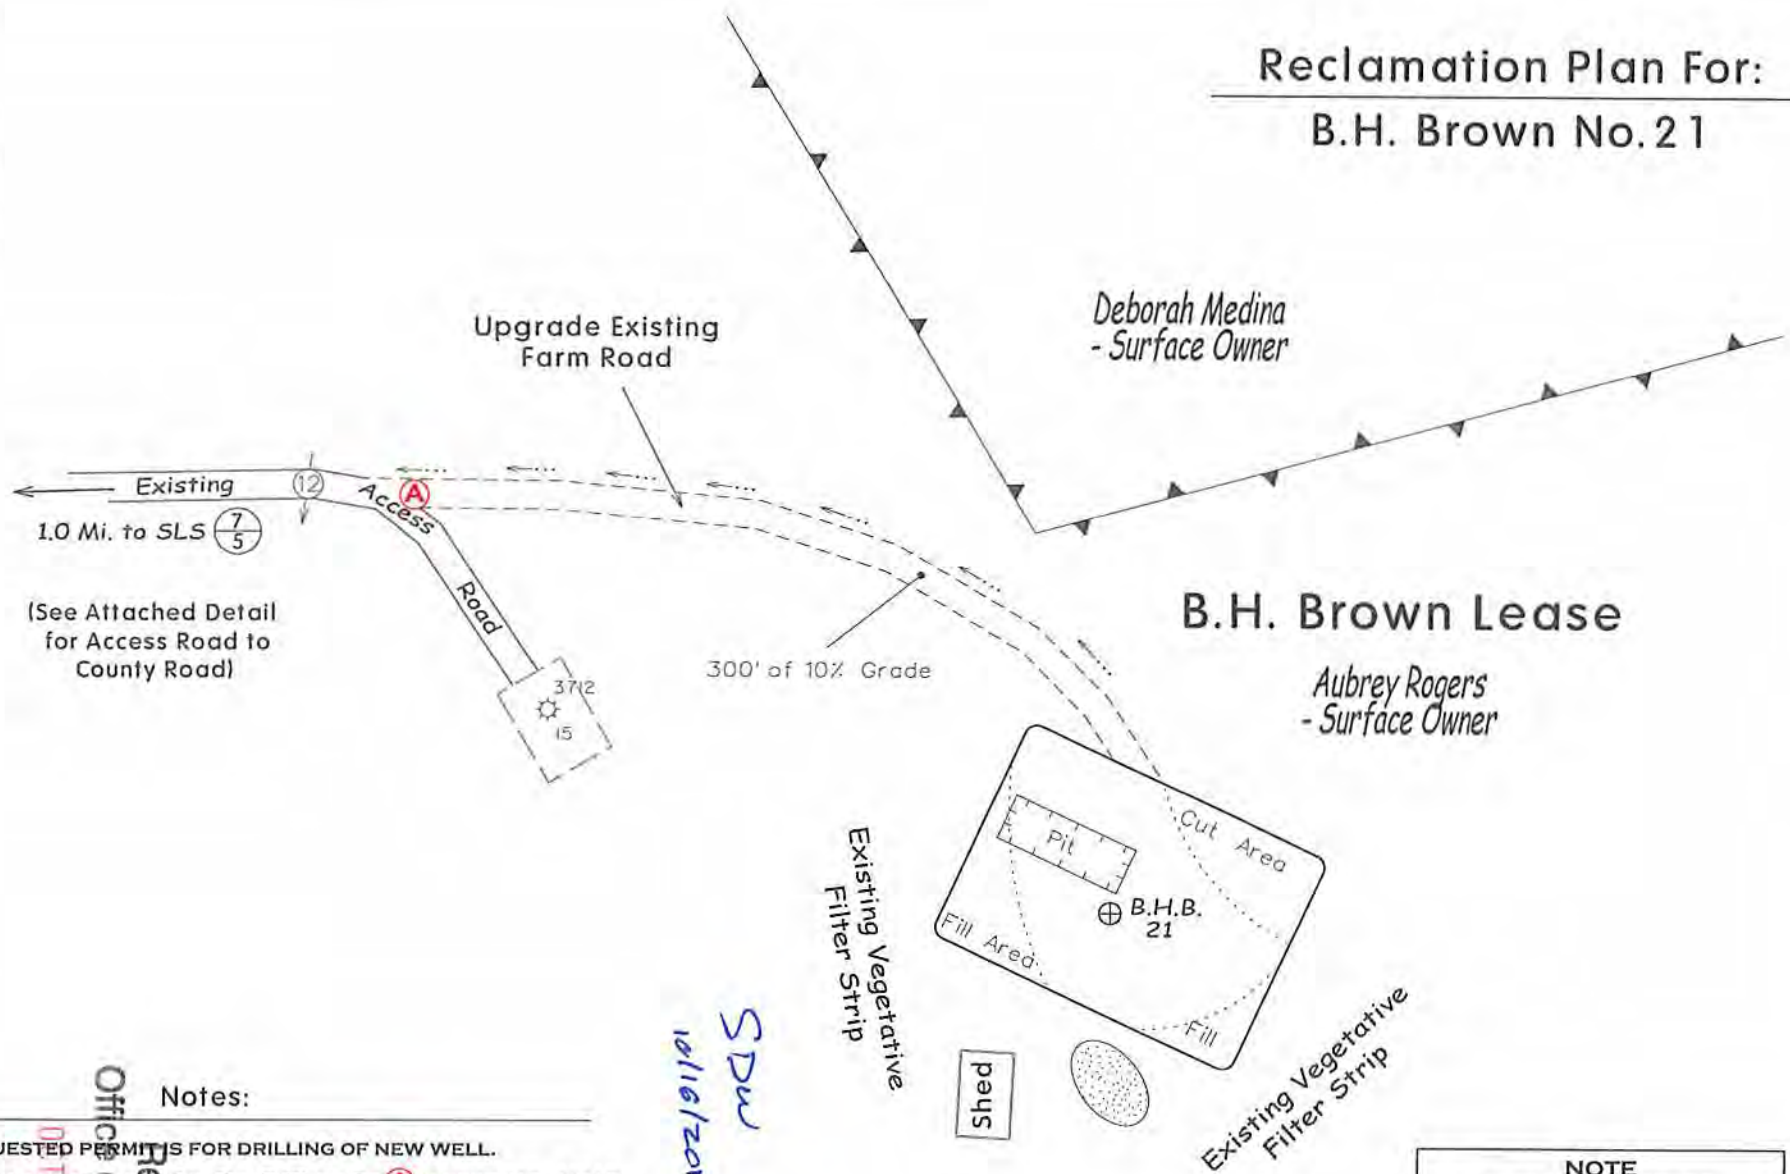 Reclamation Plan For:
B.H. Brown No.21
Deborah Medina
- Surface Owner
Upgrade Existing
Farm Road
Existing
12
Access
A
Road
1.0 Mi. to SLS 7
5
(See Attached Detail
for Access Road to
County Road)
3712
15
300' of 10% Grade
B.H. Brown Lease
Aubrey Rogers
- Surface Owner
Pit
Cut Area
B.H.B.
21
Fill Area
Fill
Existing Vegetative
Filter Strip
Shed
Existing Vegetative
Filter Strip
SDW
Office
Notes:
PERMIT IS FOR DRILLING OF NEW WELL.
NOTE